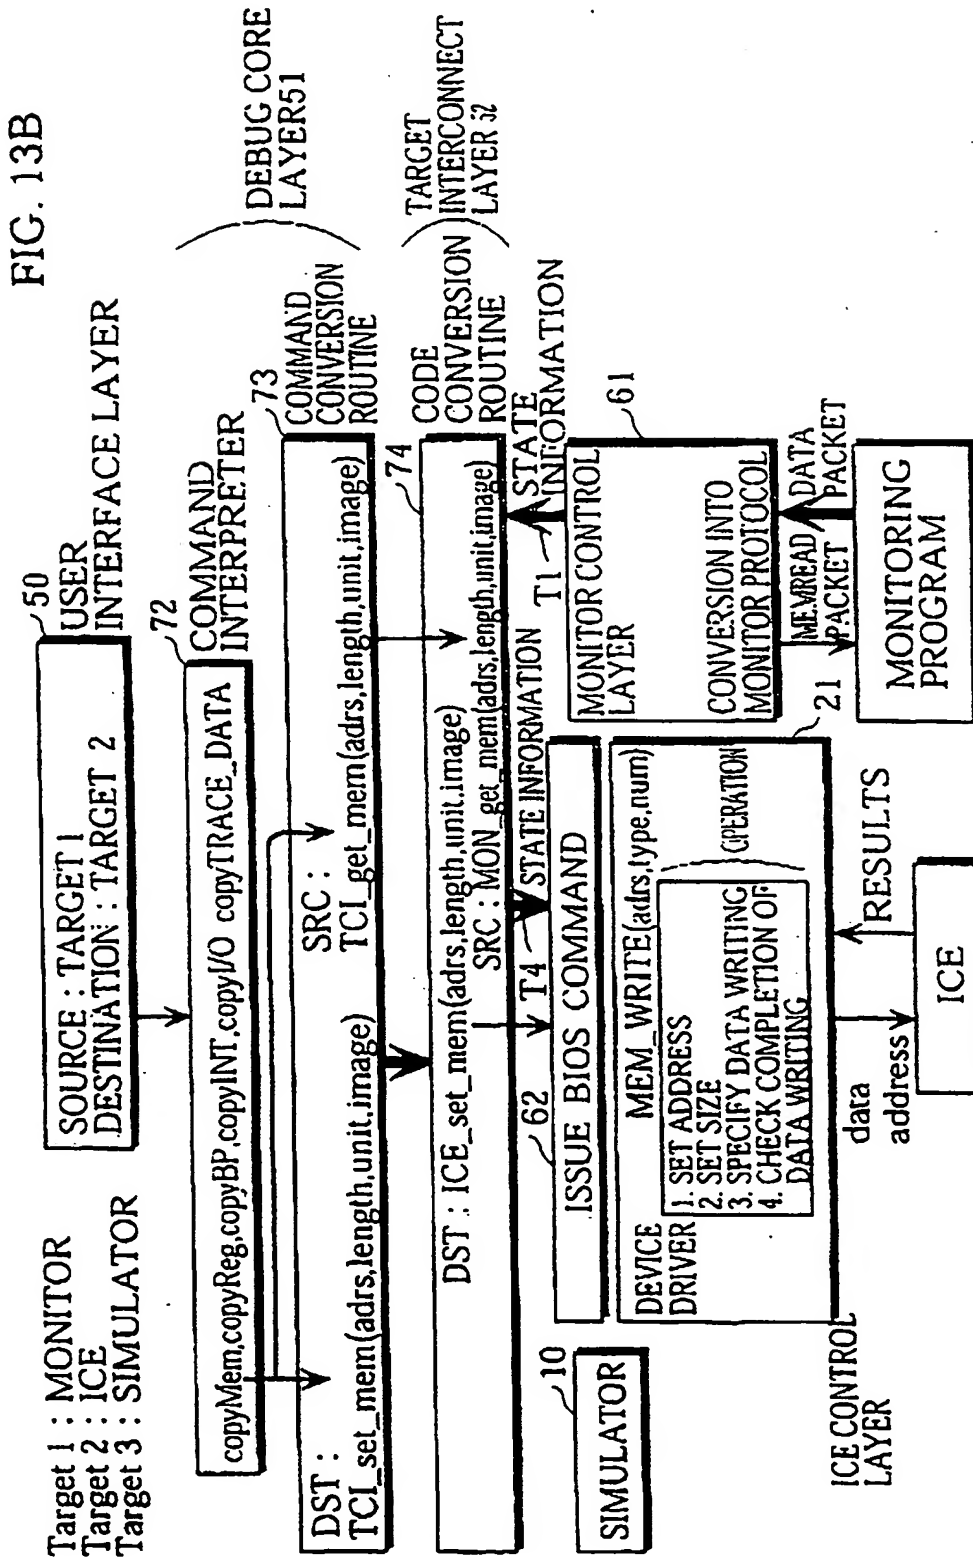 FIG. 13B
Target 1 : MONITOR
Target 2 : ICE
Target 3 : SIMULATOR
50
USER
INTERFACE LAYER
SOURCE : TARGET 1
DESTINATION : TARGET 2
72
COMMAND
INTERPRETER
copyMem,copyReg,copyBP,copyINT,copyI/O copyTRACE_DATA
DEBUG CORE
LAYER51
73
COMMAND
CONVERSION
ROUTINE
DST :
TCI_set_mem(adrs,length,unit.image)
SRC :
TCI_get_mem(adrs,length,unit,image)
TARGET
INTERCONNECT
LAYER 52
74
CODE
CONVERSION
ROUTINE
DST : ICE_set_mem(adrs,length,unit.image)
SRC : MON_get_mem(adrs,length,unit,image)
T4
STATE INFORMATION
T1
STATE
INFORMATION
10
SIMULATOR
62
ISSUE BIOS COMMAND
DEVICE
DRIVER
MEM_WRITE(adrs,type,num)
1. SET ADDRESS
2. SET SIZE
3. SPECIFY DATA WRITING
4. CHECK COMPLETION OF
DATA WRITING
OPERATION
21
ICE CONTROL
LAYER
data
address
RESULTS
ICE
61
MONITOR CONTROL
LAYER
CONVERSION INTO
MONITOR PROTOCOL
MEMREAD
PACKET
DATA
PACKET
MONITORING
PROGRAM